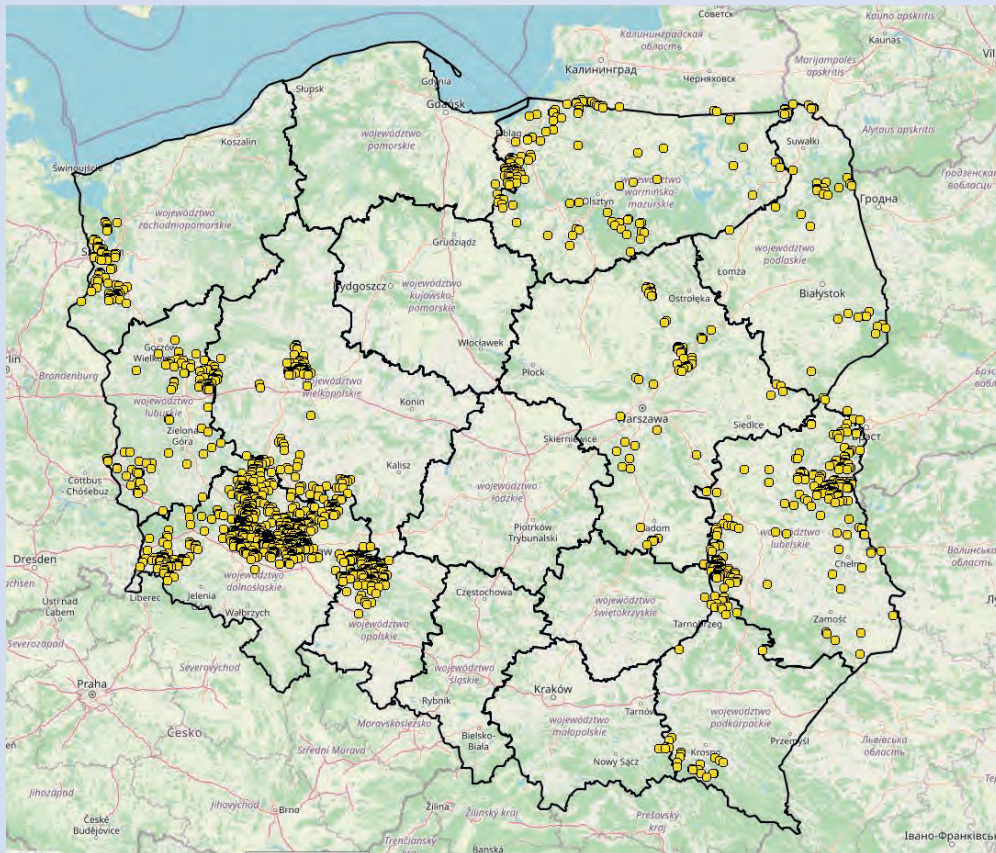 Советск
Kauno apskritis
Калининградская
область
Kaunas
Калининград
Черняховск
Marijampolės
apskritis
Słupsk
Gdynia
Gdańsk
Alytaus apskritis
województwo
pomorskie
Elbląg
Suwałki
Koszalin
Świnoujście
Гродзенская
вобласць
Гродно
województwo
zachodniopomorskie
województwo
warmińsko-
mazurskie
Olsztyn
Grudziądz
województwo
podlaskie
Łomża
Bydgoszcz
województwo
kujawsko-
pomorskie
Ostrołęka
Białystok
Włocławek
Gorzów
Wielkopolski
Brandenburg
Płock
województwo
wielkopolskie
Konin
województwo
lubuskie
Warszawa
Siedlce
Zielona
Góra
Skierniewice
Брэст
Cottbus
- Chóśebuz
Kalisz
województwo
łódzkie
Piotrków
Trybunalski
Radom
województwo
lubelskie
Dresden
województwo
dolnośląskie
Chełm
Liberec
Jelenia
Wałbrzych
Częstochowa
województwo
świętokrzyskie
Ústí nad
Labem
województwo
opolskie
Tarnobrzeg
Zamość
Severozápad
Severovýchod
województwo
śląskie
Praha
Rybnik
Kraków
Tarnów
województwo
podkarpackie
Moravskoslezsko
województwo
małopolskie
Česko
Bielsko-
Biała
Nowy Sącz
Krosno
Przemyśl
Львівська
область
Střední Morava
Jihozápad
Jihovýchod
Brno
Žilina
Žilinský kraj
Prešovský
kraj
České
Budějovice
Trenčiansky
kraj
Banská
Івано-Франківськ